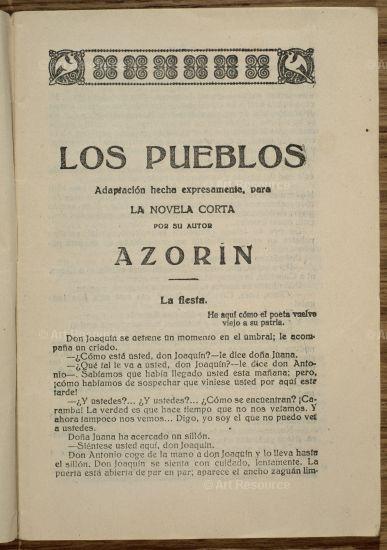 LOS PUEBLOS
Adaptación hecha expresamente, para
LA NOVELA CORTA
POR SU AUTOR
AZORÍN
La fiesta.
He aquí cómo el poeta vuelve
viejo a su patria.
Don Joaquín se detiene un momento en el umbral; le acom-
paña un criado.
—¿Cómo está usted, don Joaquín?—le dice doña Juana.
—¿Qué tal le va a usted, don Joaquín?—le dice don Anto-
nio—. Sabíamos que había llegado usted esta mañana; pero,
¡cómo habíamos de sospechar que viniese usted por aquí esta
tarde!
—¿Y ustedes?... ¿Y ustedes?... ¿Cómo se encuentran? ¡Ca-
ramba! La verdad es que hace tiempo que no nos veíamos. Y
ahora tampoco nos vemos... Digo, yo soy el que no puedo ver
a ustedes.
Doña Juana ha acercado un sillón.
—Siéntese usted aquí, don Joaquín.
Don Antonio coge de la mano a don Joaquín y lo lleva hasta
el sillón. Don Joaquín se sienta con cuidado, lentamente. La
puerta está abierta de par en par; aparece el ancho zaguán lim-
© Art Resource